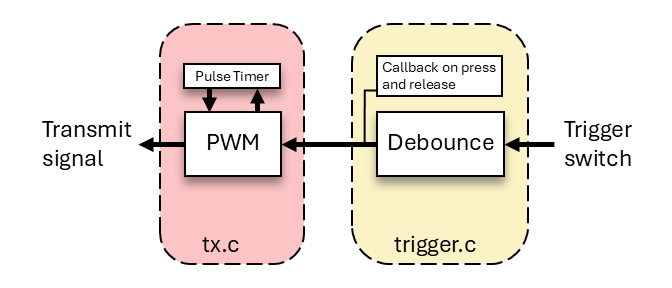 Pulse Timer
Callback on press
and release
Transmit
signal
PWM
Debounce
Trigger
switch
tx.c
trigger.c